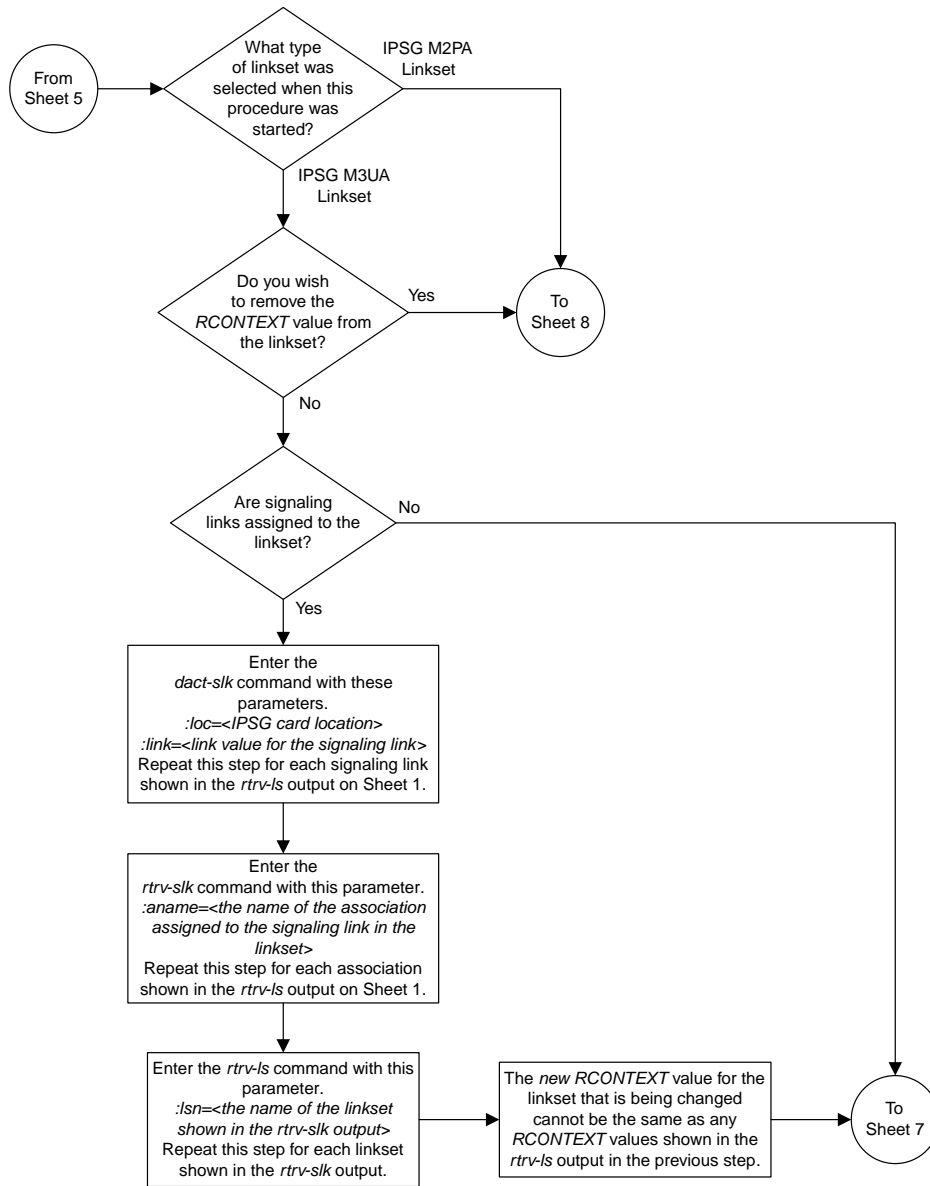 From
Sheet 5
What type
of linkset was
selected when this
procedure was
started?
IPSG M2PA
Linkset
IPSG M3UA
Linkset
Do you wish
to remove the
RCONTEXT value from
the linkset?
Yes
To
Sheet 8
No
Are signaling
links assigned to the
linkset?
No
Yes
Enter the
dact-slk command with these
parameters.
:loc=<IPSG card location>
:link=<link value for the signaling link>
Repeat this step for each signaling link
shown in the rtrv-ls output on Sheet 1.
Enter the
rtrv-slk command with this parameter.
:aname=<the name of the association
assigned to the signaling link in the
linkset>
Repeat this step for each association
shown in the rtrv-ls output on Sheet 1.
Enter the rtrv-ls command with this
parameter.
:lsn=<the name of the linkset
shown in the rtrv-slk output>
Repeat this step for each linkset
shown in the rtrv-slk output.
The new RCONTEXT value for the
linkset that is being changed
cannot be the same as any
RCONTEXT values shown in the
rtrv-ls output in the previous step.
To
Sheet 7